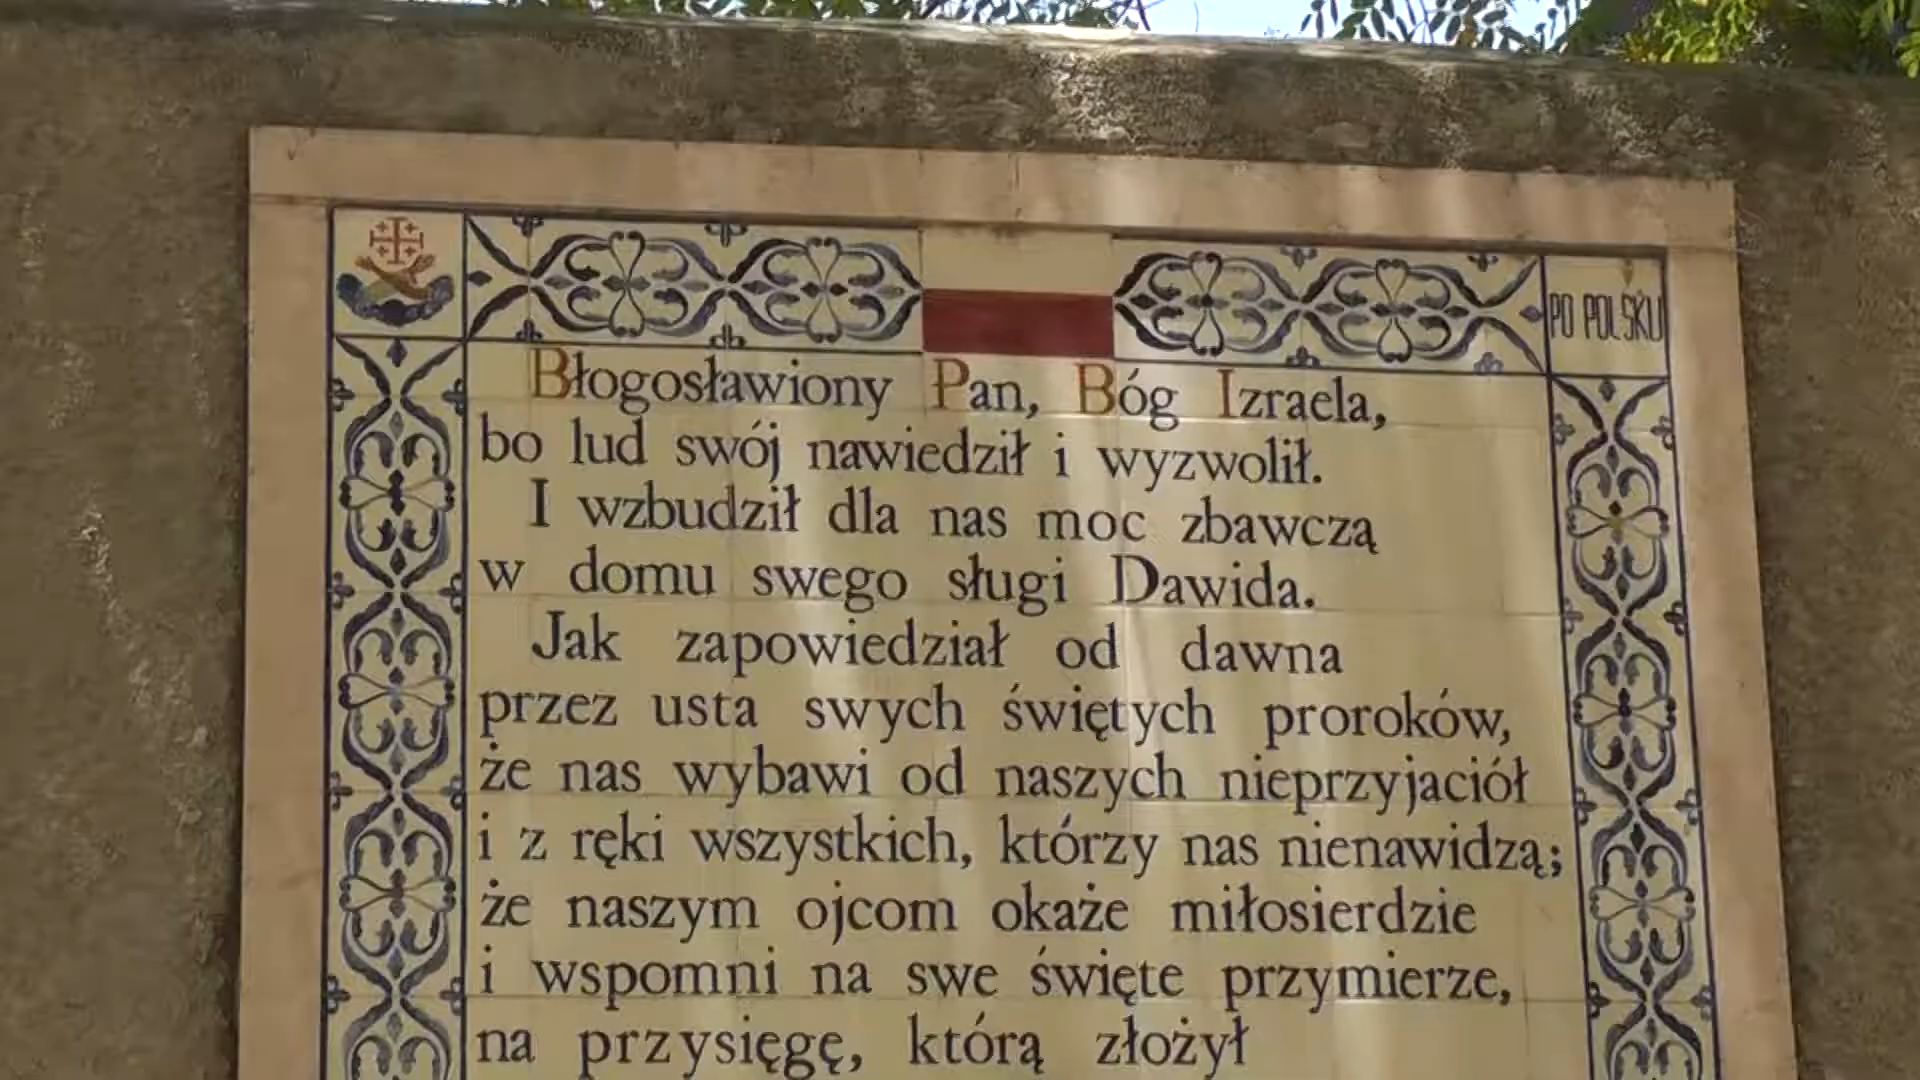 PO POLSKU
Błogosławiony Pan, Bóg Izraela,
bo lud swój nawiedził i wyzwolił.
I wzbudził dla nas moc zbawczą
w domu swego sługi Dawida.
Jak zapowiedział od dawna
przez usta swych świętych proroków,
że nas wybawi od naszych nieprzyjaciół
i z ręki wszystkich, którzy nas nienawidzą;
że naszym ojcom okaże miłosierdzie
i wspomni na swe święte przymierze,
na przysięgę, którą złożył